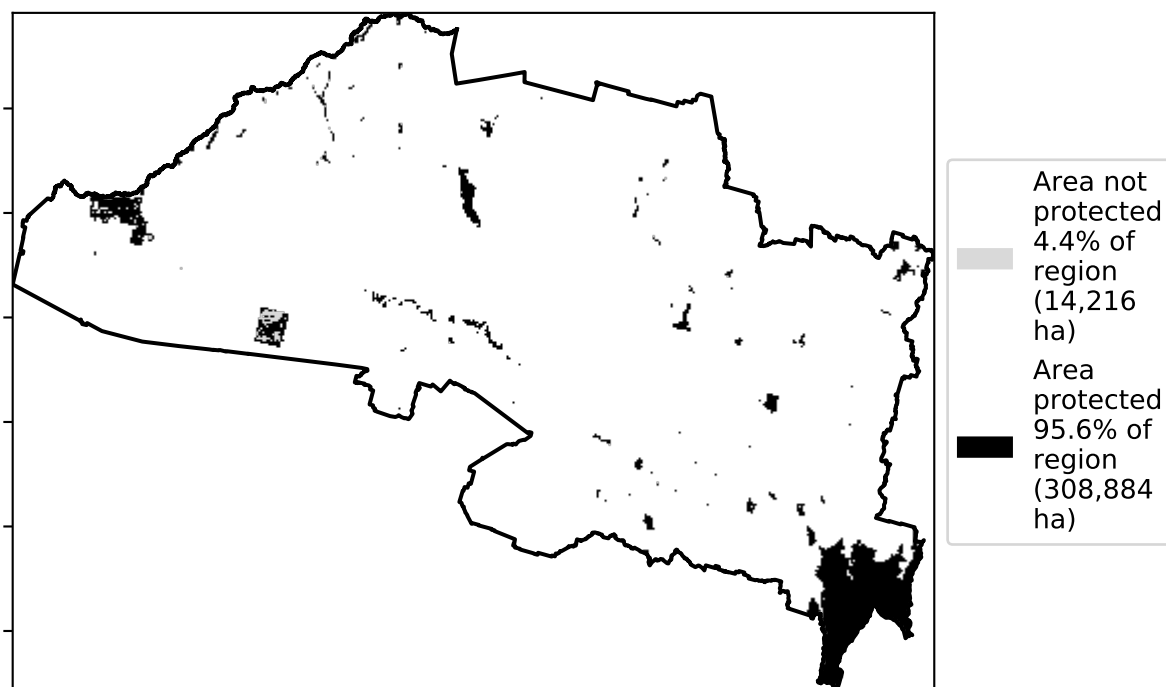 Area not
protected
4.4% of
region
(14,216
ha)
Area
protected
95.6% of
region
(308,884
ha)